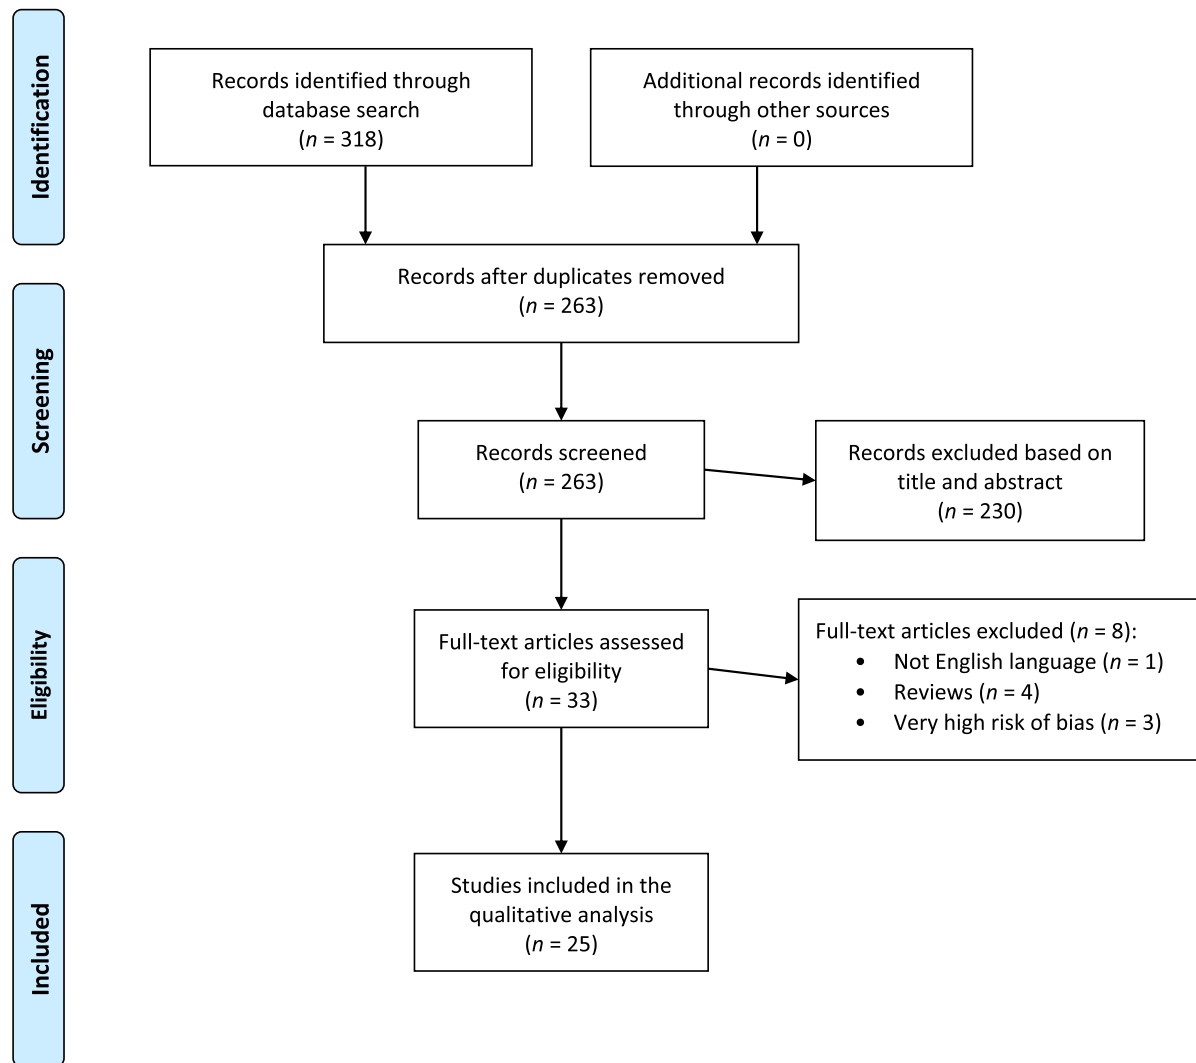 Identification
Records identified through
database search
(n = 318)
Additional records identified
through other sources
(n = 0)
Records after duplicates removed
(n = 263)
Screening
Records screened
(n = 263)
Records excluded based on
title and abstract
(n = 230)
Eligibility
Full-text articles assessed
for eligibility
(n = 33)
Full-text articles excluded (n = 8):
• Not English language (n = 1)
• Reviews (n = 4)
• Very high risk of bias (n = 3)
Included
Studies included in the
qualitative analysis
(n = 25)